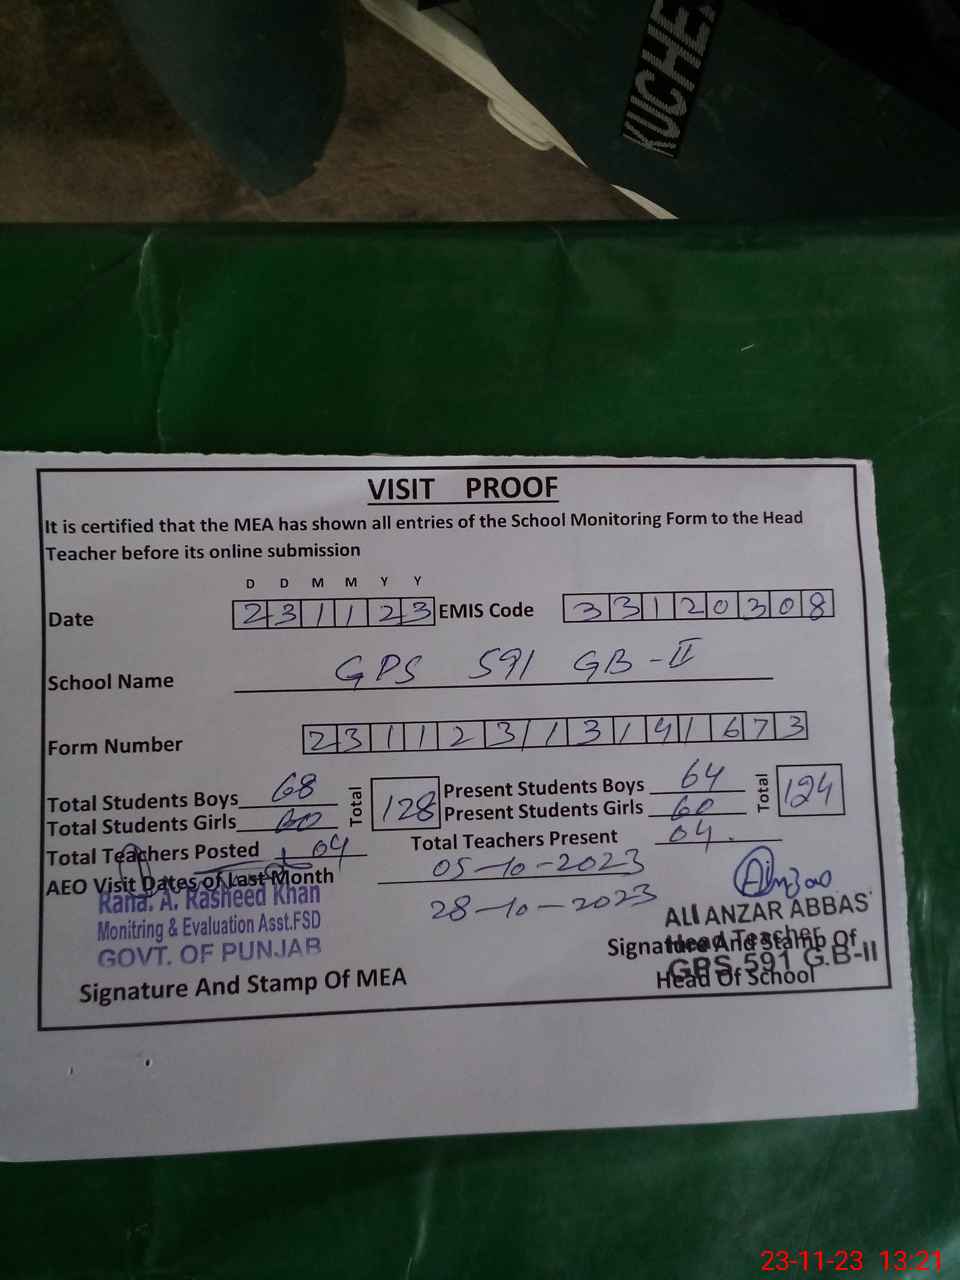 KUCHE
VISIT PROOF
It is certified that the MEA has shown all entries of the School Monitoring Form to the Head
Teacher before its online submission
D D M M Y Y
Date 231123 EMIS Code 33120308
School Name GPS 591 GB-II
Form Number 231123113141673
Total Students Boys 68 Total 128 Present Students Boys 64 Total 124
Total Students Girls 60 Present Students Girls 60
Total Teachers Posted 04 Total Teachers Present 04
AEO Visit Dates of Last Month 05-10-2023
28-10-2023
Rana. A. Rasheed Khan
Monitring & Evaluation Asst.FSD
GOVT. OF PUNJAB
Signature And Stamp Of MEA
ALI ANZAR ABBAS
Head Teacher
GPS 591 G.B-II
Signature And Stamp Of
Head Of School
23-11-23 13:21